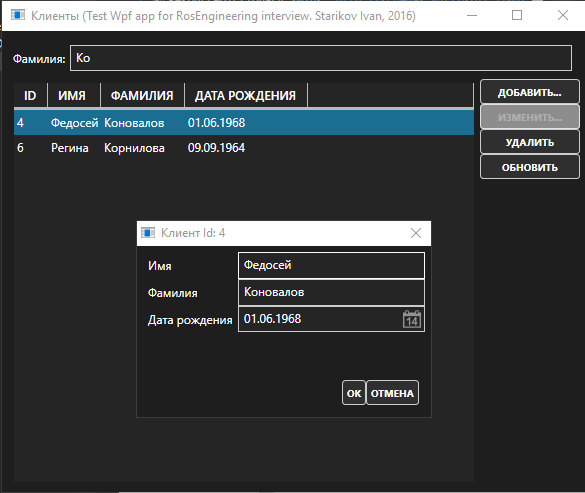 Клиенты (Test Wpf app for RosEngineering interview. Starikov Ivan, 2016)
Фамилия: Ко
ID ИМЯ ФАМИЛИЯ ДАТА РОЖДЕНИЯ
ДОБАВИТЬ...
4 Федосей Коновалов 01.06.1968
ИЗМЕНИТЬ...
6 Регина Корнилова 09.09.1964
УДАЛИТЬ
ОБНОВИТЬ
Клиент Id: 4
Имя Федосей
Фамилия Коновалов
Дата рождения 01.06.1968 14
ОК ОТМЕНА